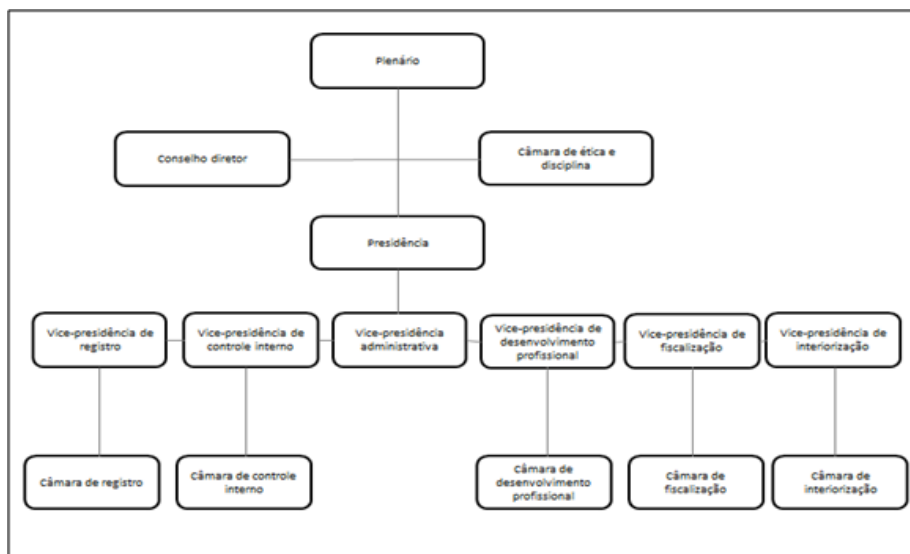 Plenário
Conselho diretor
Câmara de ética e
disciplina
Presidência
Vice-presidência de
registro
Vice-presidência de
controle interno
Vice-presidência
administrativa
Vice-presidência de
desenvolvimento
profissional
Vice-presidência de
fiscalização
Vice-presidência de
interiorização
Câmara de registro
Câmara de controle
interno
Câmara de
desenvolvimento
profissional
Câmara de
fiscalização
Câmara de
interiorização